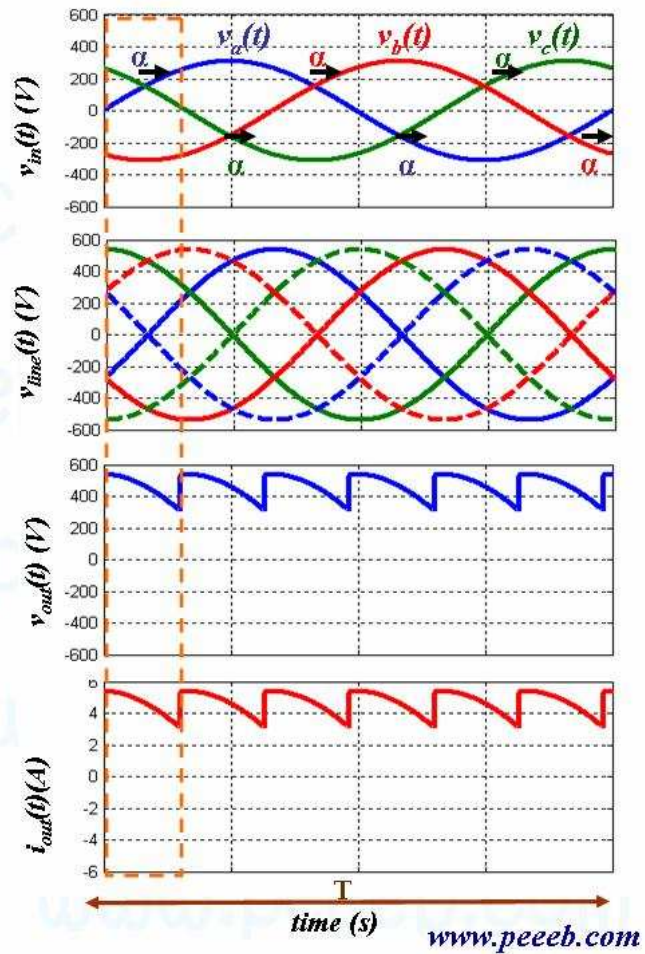 v_in(t) (V)
600
400
200
0
-200
-400
-600
v_a(t) v_b(t) v_c(t)
α α α
α α α
v_line(t) (V)
600
400
200
0
-200
-400
-600
v_out(t) (V)
600
400
200
0
-200
-400
-600
i_out(t)(A)
6
4
2
0
-2
-4
-6
T
time (s)
www.peeeb.com